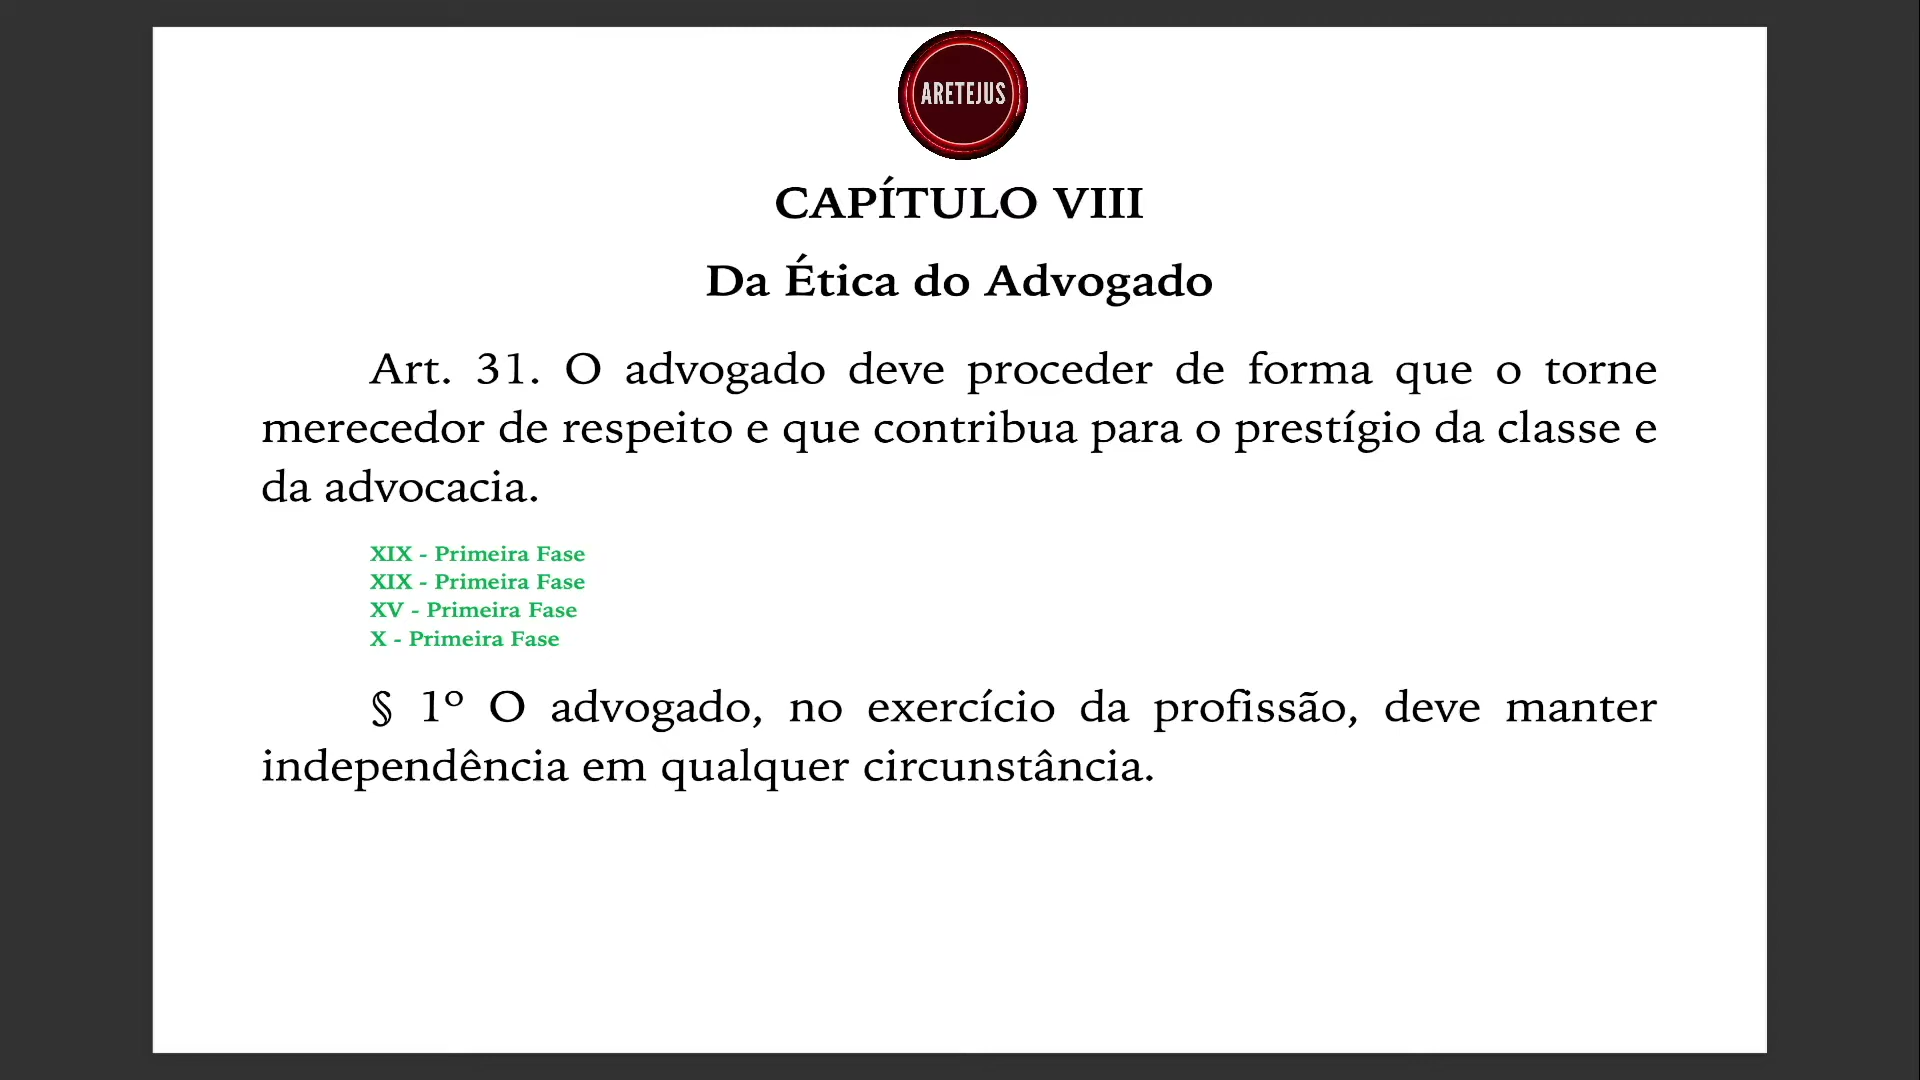 ARETEJUS
CAPÍTULO VIII
Da Ética do Advogado
Art. 31. O advogado deve proceder de forma que o torne
merecedor de respeito e que contribua para o prestígio da classe e
da advocacia.
XIX - Primeira Fase
XIX - Primeira Fase
XV - Primeira Fase
X - Primeira Fase
§ 1º O advogado, no exercício da profissão, deve manter
independência em qualquer circunstância.